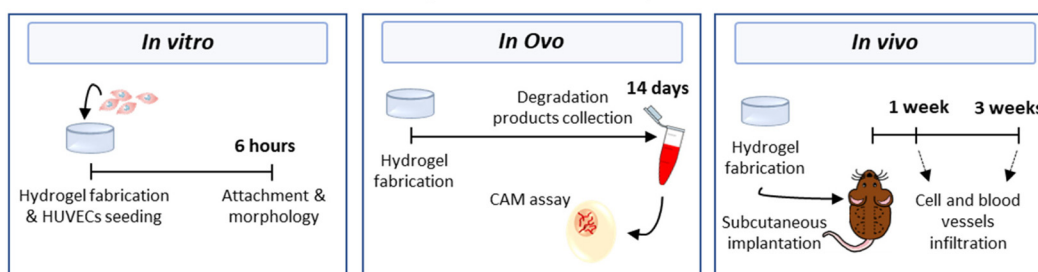 In vitro
6 hours
Hydrogel fabrication
& HUVECs seeding
Attachment &
morphology
In Ovo
14 days
Degradation
products collection
Hydrogel
fabrication
CAM assay
In vivo
1 week
3 weeks
Hydrogel
fabrication
Subcutaneous
implantation
Cell and blood
vessels
infiltration